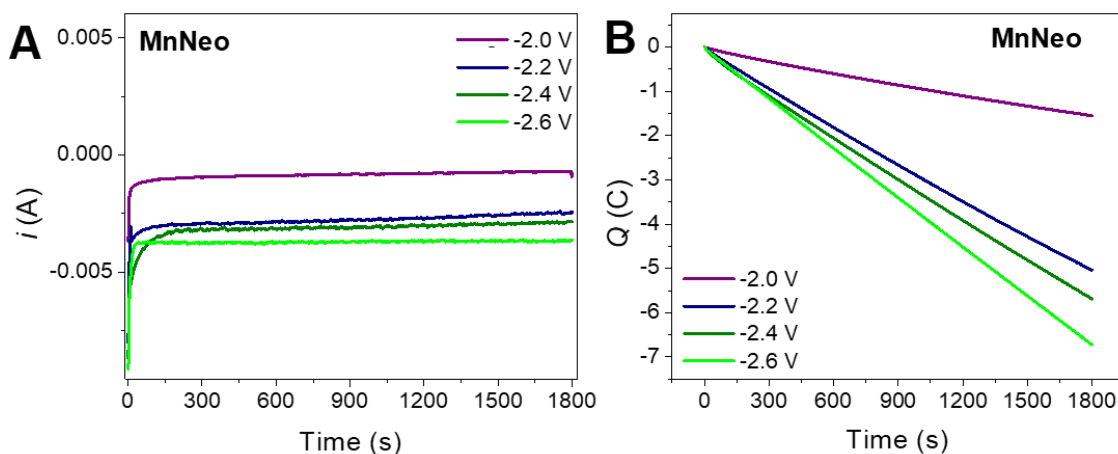 A
MnNeo
-2.0 V
-2.2 V
-2.4 V
-2.6 V
0.005
0.000
-0.005
i (A)
0
300
600
900
1200
1500
1800
Time (s)
B
MnNeo
0
-1
-2
-3
-4
-5
-6
-7
Q (C)
-2.0 V
-2.2 V
-2.4 V
-2.6 V
0
300
600
900
1200
1500
1800
Time (s)